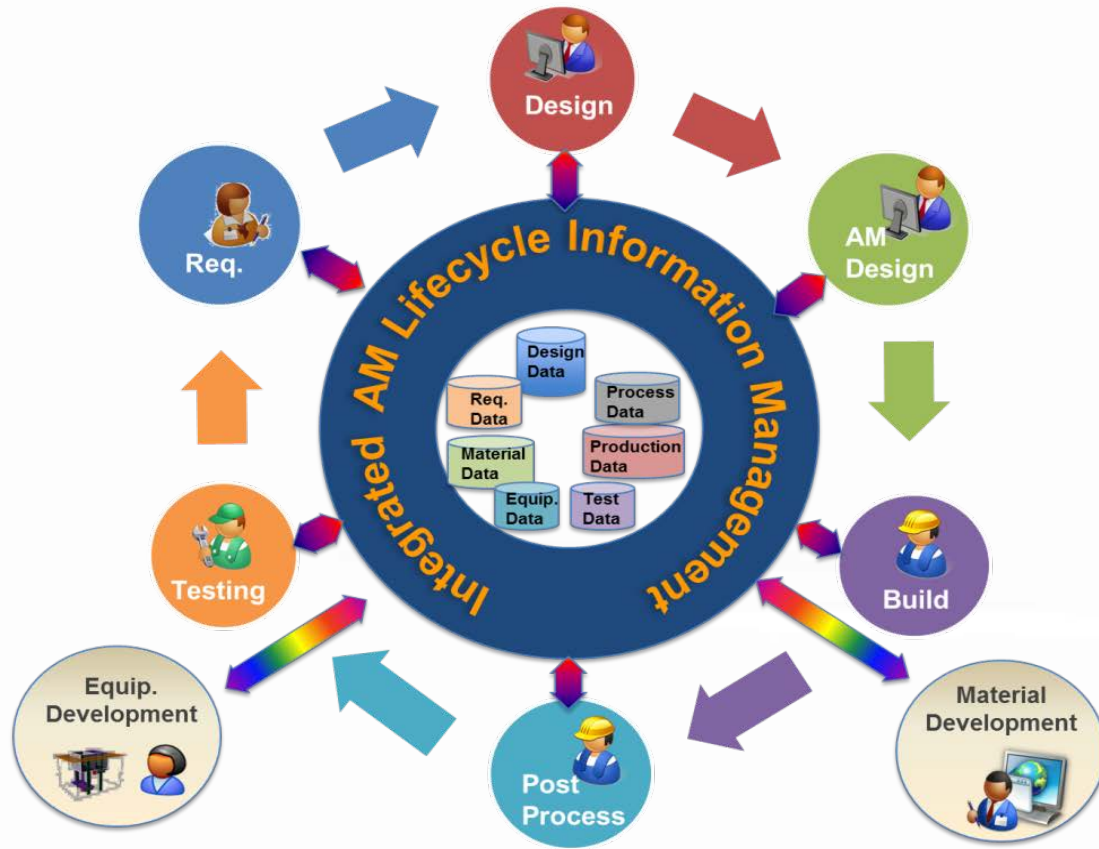 Design
AM
Design
Req.
Integrated AM Lifecycle Information Management
Design
Data
Req.
Data
Process
Data
Material
Data
Production
Data
Equip.
Data
Test
Data
Testing
Build
Equip.
Development
Material
Development
Post
Process